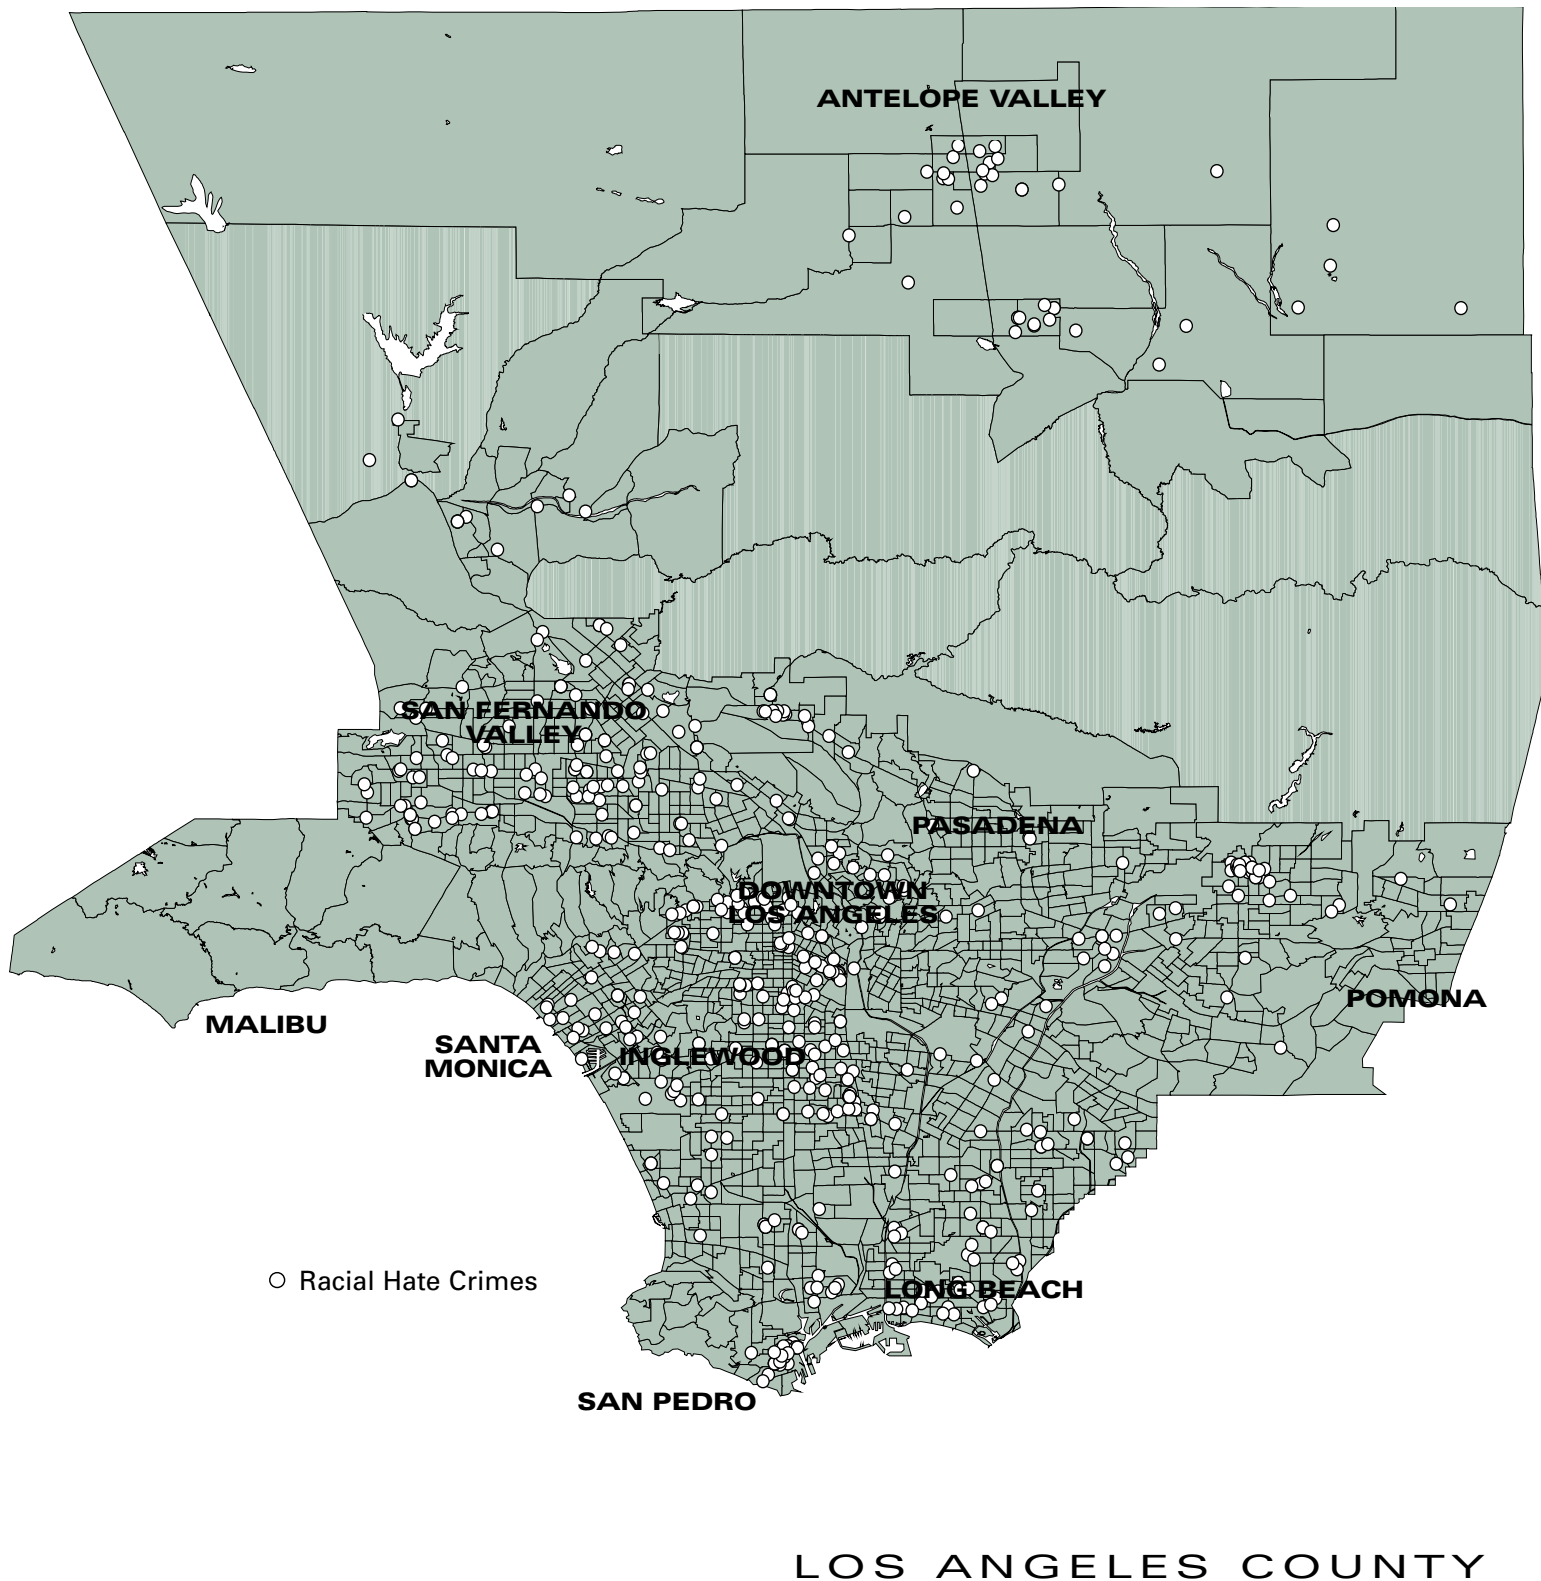 ANTELOPE VALLEY
SAN FERNANDO
VALLEY
PASADENA
DOWNTOWN
LOS ANGELES
POMONA
MALIBU
SANTA
MONICA
INGLEWOOD
Racial Hate Crimes
LONG BEACH
SAN PEDRO
LOS ANGELES COUNTY